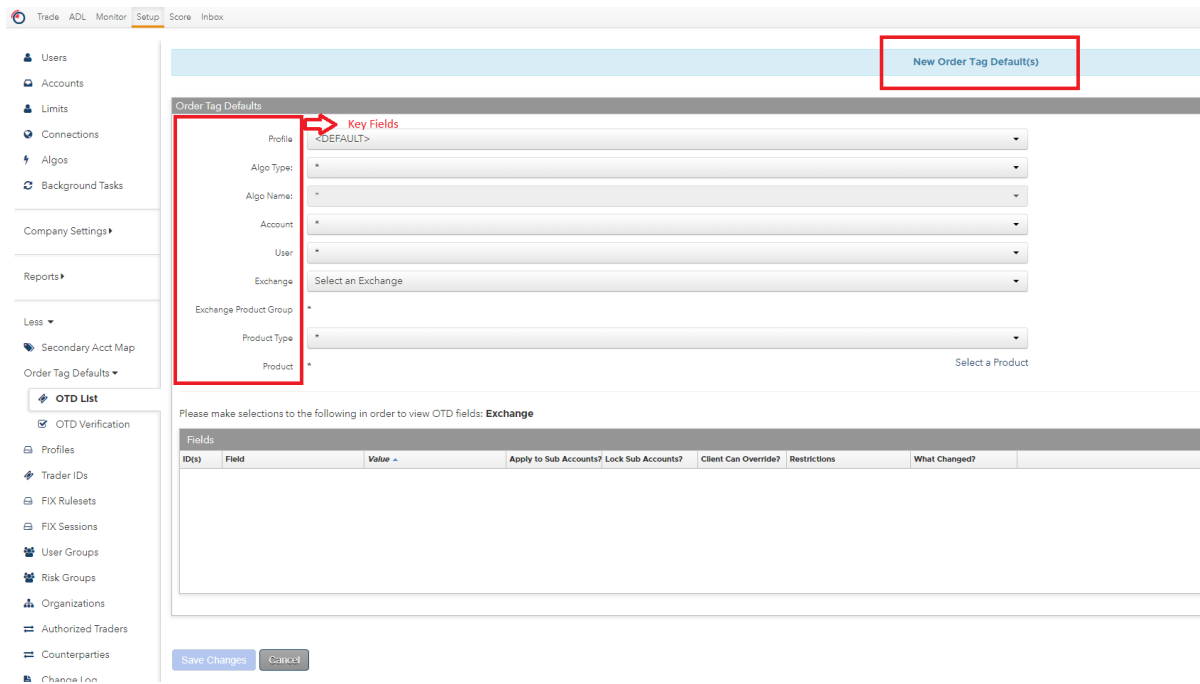 Trade ADL Monitor Setup Score Inbox
Users
Accounts
Limits
Connections
Algos
Background Tasks
Company Settings
Reports
Less
Secondary Acct Map
Order Tag Defaults
OTD List
OTD Verification
Profiles
Trader IDs
FIX Rulesets
FIX Sessions
User Groups
Risk Groups
Organizations
Authorized Traders
Counterparties
Change Log
New Order Tag Default(s)
Order Tag Defaults
Key Fields
Profile <DEFAULT>
Algo Type: *
Algo Name: *
Account *
User *
Exchange Select an Exchange
Exchange Product Group *
Product Type *
Product * Select a Product
Please make selections to the following in order to view OTD fields: Exchange
Fields
ID(s) Field Value Apply to Sub Accounts? Lock Sub Accounts? Client Can Override? Restrictions What Changed?
Save Changes Cancel